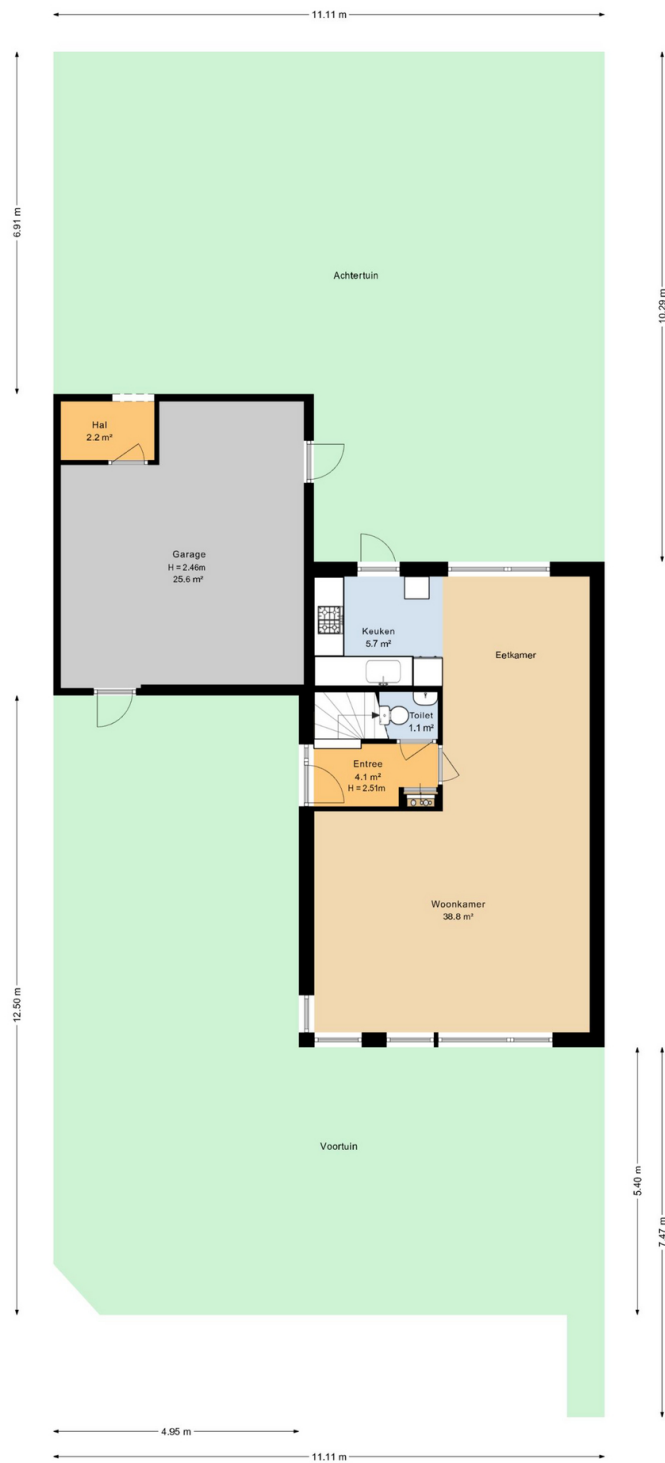 11.11 m
6.91 m
10.29 m
Achtertuin
Hal
2.2 m²
Garage
H = 2.46m
25.6 m²
Keuken
5.7 m²
Eetkamer
Toilet
1.1 m²
Entree
4.1 m²
H = 2.51m
Woonkamer
38.8 m²
12.50 m
Voortuin
5.40 m
7.47 m
4.95 m
11.11 m